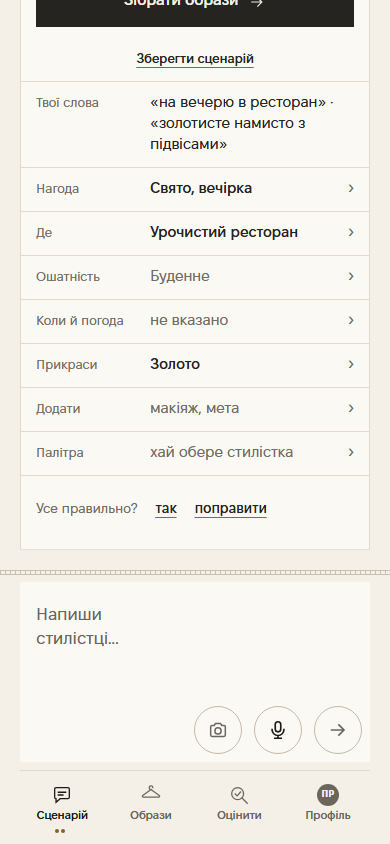 Зібрати образи →
Зберегти сценарій
Твої слова
«на вечерю в ресторан» ·
«золотисте намисто з
підвісами»
Нагода Свято, вечірка
Де Урочистий ресторан
Ошатність Буденне
Коли й погода не вказано
Прикраси Золото
Додати макіяж, мета
Палітра хай обере стилістка
Усе правильно? так поправити
Напиши
стилістці...
Сценарій Образи Оцінити ПР Профіль